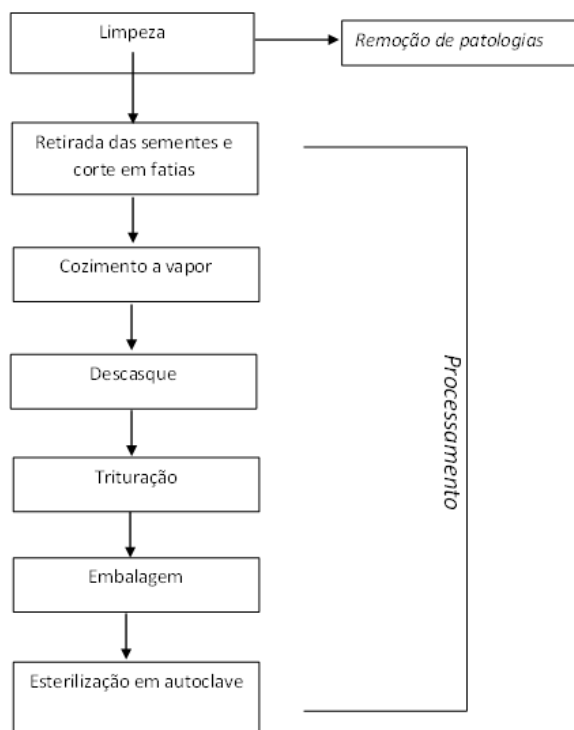 Limpeza
Remoção de patologias
Retirada das sementes e
corte em fatias
Cozimento a vapor
Descasque
Trituração
Embalagem
Esterilização em autoclave
Processamento